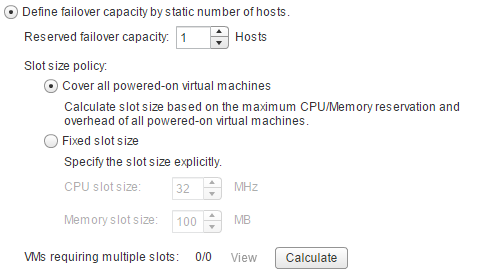 Define failover capacity by static number of hosts.
Reserved failover capacity: 1 Hosts
Slot size policy:
Cover all powered-on virtual machines
Calculate slot size based on the maximum CPU/Memory reservation and
overhead of all powered-on virtual machines.
Fixed slot size
Specify the slot size explicitly.
CPU slot size: 32 MHz
Memory slot size: 100 MB
VMs requiring multiple slots: 0/0 View Calculate